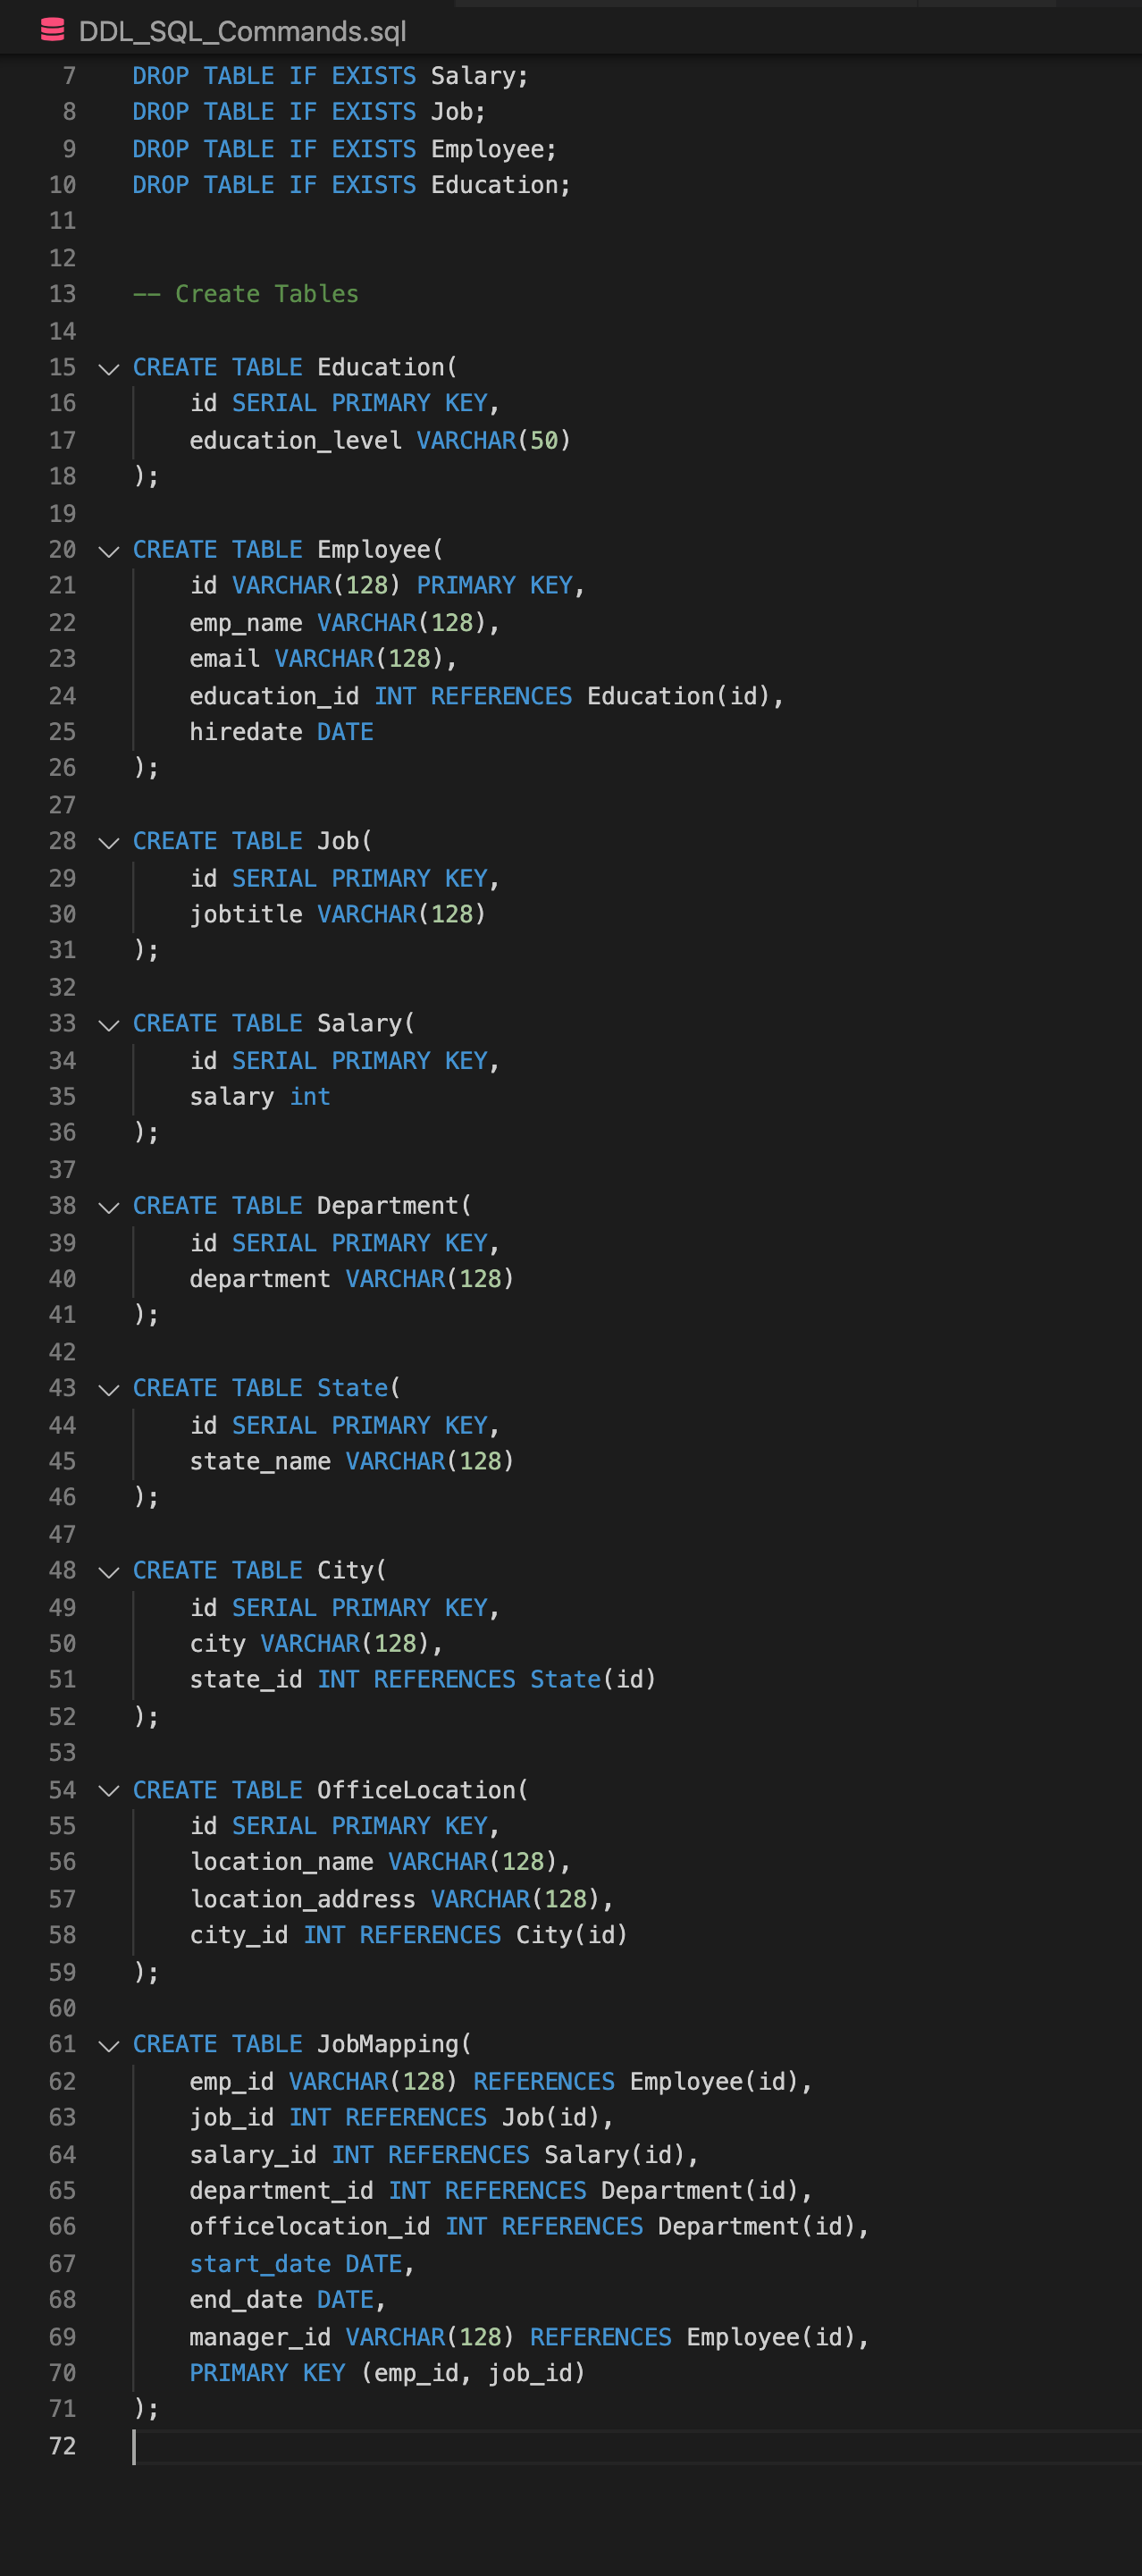 DDL_SQL_Commands.sql
7 DROP TABLE IF EXISTS Salary;
8 DROP TABLE IF EXISTS Job;
9 DROP TABLE IF EXISTS Employee;
10 DROP TABLE IF EXISTS Education;
11
12
13 -- Create Tables
14
15 CREATE TABLE Education(
16 id SERIAL PRIMARY KEY,
17 education_level VARCHAR(50)
18 );
19
20 CREATE TABLE Employee(
21 id VARCHAR(128) PRIMARY KEY,
22 emp_name VARCHAR(128),
23 email VARCHAR(128),
24 education_id INT REFERENCES Education(id),
25 hiredate DATE
26 );
27
28 CREATE TABLE Job(
29 id SERIAL PRIMARY KEY,
30 jobtitle VARCHAR(128)
31 );
32
33 CREATE TABLE Salary(
34 id SERIAL PRIMARY KEY,
35 salary int
36 );
37
38 CREATE TABLE Department(
39 id SERIAL PRIMARY KEY,
40 department VARCHAR(128)
41 );
42
43 CREATE TABLE State(
44 id SERIAL PRIMARY KEY,
45 state_name VARCHAR(128)
46 );
47
48 CREATE TABLE City(
49 id SERIAL PRIMARY KEY,
50 city VARCHAR(128),
51 state_id INT REFERENCES State(id)
52 );
53
54 CREATE TABLE OfficeLocation(
55 id SERIAL PRIMARY KEY,
56 location_name VARCHAR(128),
57 location_address VARCHAR(128),
58 city_id INT REFERENCES City(id)
59 );
60
61 CREATE TABLE JobMapping(
62 emp_id VARCHAR(128) REFERENCES Employee(id),
63 job_id INT REFERENCES Job(id),
64 salary_id INT REFERENCES Salary(id),
65 department_id INT REFERENCES Department(id),
66 officelocation_id INT REFERENCES Department(id),
67 start_date DATE,
68 end_date DATE,
69 manager_id VARCHAR(128) REFERENCES Employee(id),
70 PRIMARY KEY (emp_id, job_id)
71 );
72